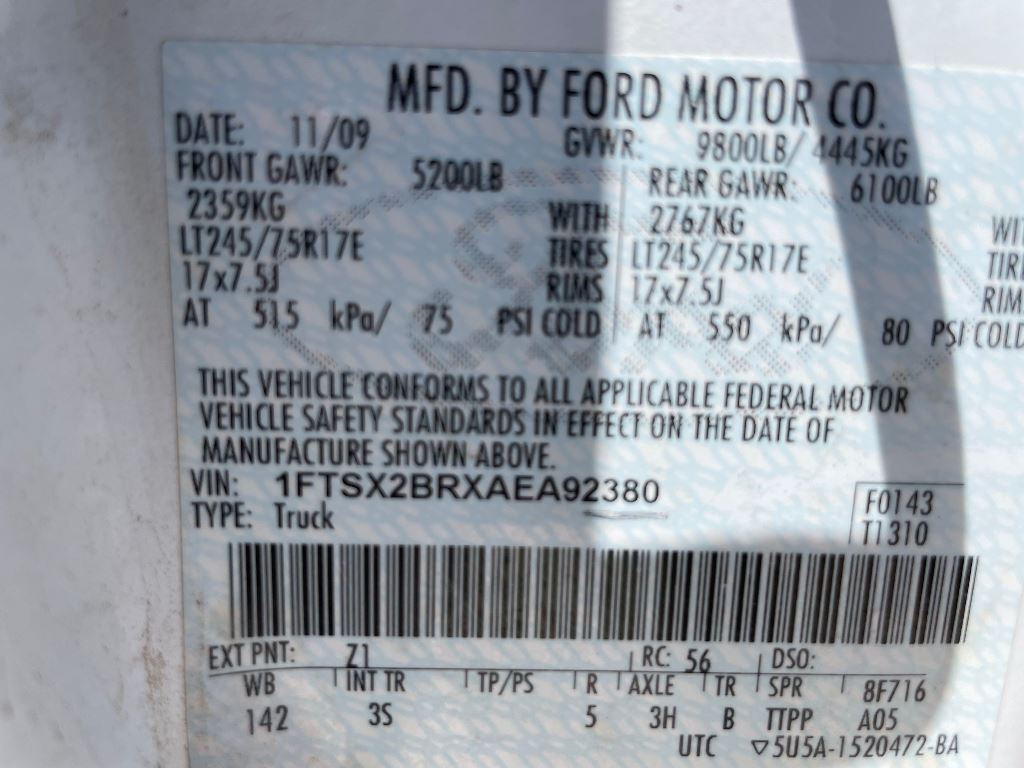 MFD. BY FORD MOTOR CO.
DATE: 11/09 GVWR: 9800LB/ 4445KG
FRONT GAWR: 5200LB REAR GAWR: 6100LB
2359KG WITH 2767KG WIT
LT245/75R17E TIRES LT245/75R17E TIRE
17x7.5J RIMS 17x7.5J RIM
AT 515 kPa/ 75 PSI COLD AT 550 kPa/ 80 PSI COLD
THIS VEHICLE CONFORMS TO ALL APPLICABLE FEDERAL MOTOR
VEHICLE SAFETY STANDARDS IN EFFECT ON THE DATE OF
MANUFACTURE SHOWN ABOVE.
VIN: 1FTSX2BRXAEA92380 F0143
TYPE: Truck T1310
EXT PNT: Z1 RC: 56 DSO:
WB INT TR TP/PS R AXLE TR SPR 8F716
142 3S 5 3H B TTPP A05
UTC ▽5U5A-1520472-BA